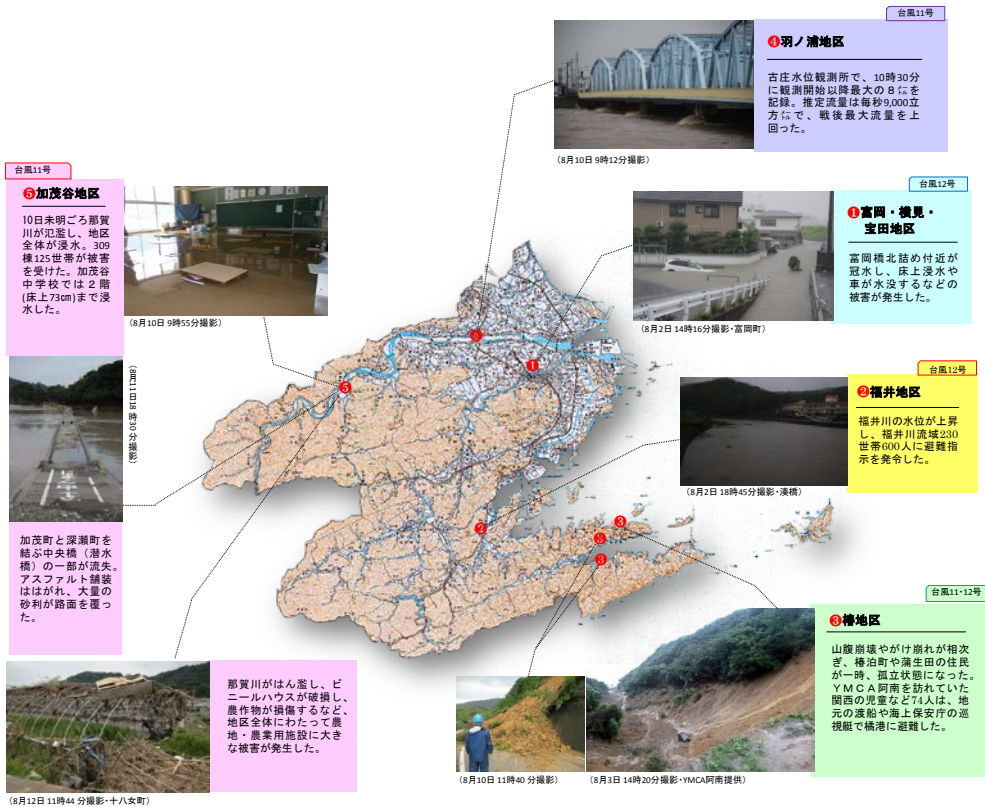 台風11号
❹羽ノ浦地区
古庄水位観測所で、10時30分
に観測開始以降最大の８㍍を
記録。推定流量は毎秒9,000立
方㍍で、戦後最大流量を上
回った。
（8月10日 9時12分撮影）
台風11号
❺加茂谷地区
10日未明ごろ那賀
川が氾濫し、地区
全体が浸水。309
棟125世帯が被害
を受けた。加茂谷
中学校では２階
(床上73㎝)まで浸
水した。
（8月10日 9時55分撮影）
台風12号
❶富岡・横見・
宝田地区
富岡橋北詰め付近が
冠水し、床上浸水や
車が水没するなどの
被害が発生した。
（8月2日 14時16分撮影・富岡町）
台風12号
❷福井地区
福井川の水位が上昇
し、福井川流域230
世帯600人に避難指
示を発令した。
（8月2日 18時45分撮影・湊橋）
（8月11日18時30分撮影）
加茂町と深瀬町を
結ぶ中央橋（潜水
橋）の一部が流失。
アスファルト舗装
ははがれ、大量の
砂利が路面を覆っ
た。
❹
❶
❺
❷
❸
❸
❸
台風11・12号
❸椿地区
山腹崩壊やがけ崩れが相次
ぎ、椿泊町や蒲生田の住民
が一時、孤立状態になった。
ＹＭＣＡ阿南を訪れていた
関西の児童など74人は、地
元の渡船や海上保安庁の巡
視艇で橘港に避難した。
那賀川がはん濫し、ビ
ニールハウスが破損し、
農作物が損傷するなど、
地区全体にわたって農
地・農業用施設に大き
な被害が発生した。
（8月12日 11時44 分撮影・十八女町）
（8月10日 11時40 分撮影）
（8月3日 14時20分撮影・YMCA阿南提供）